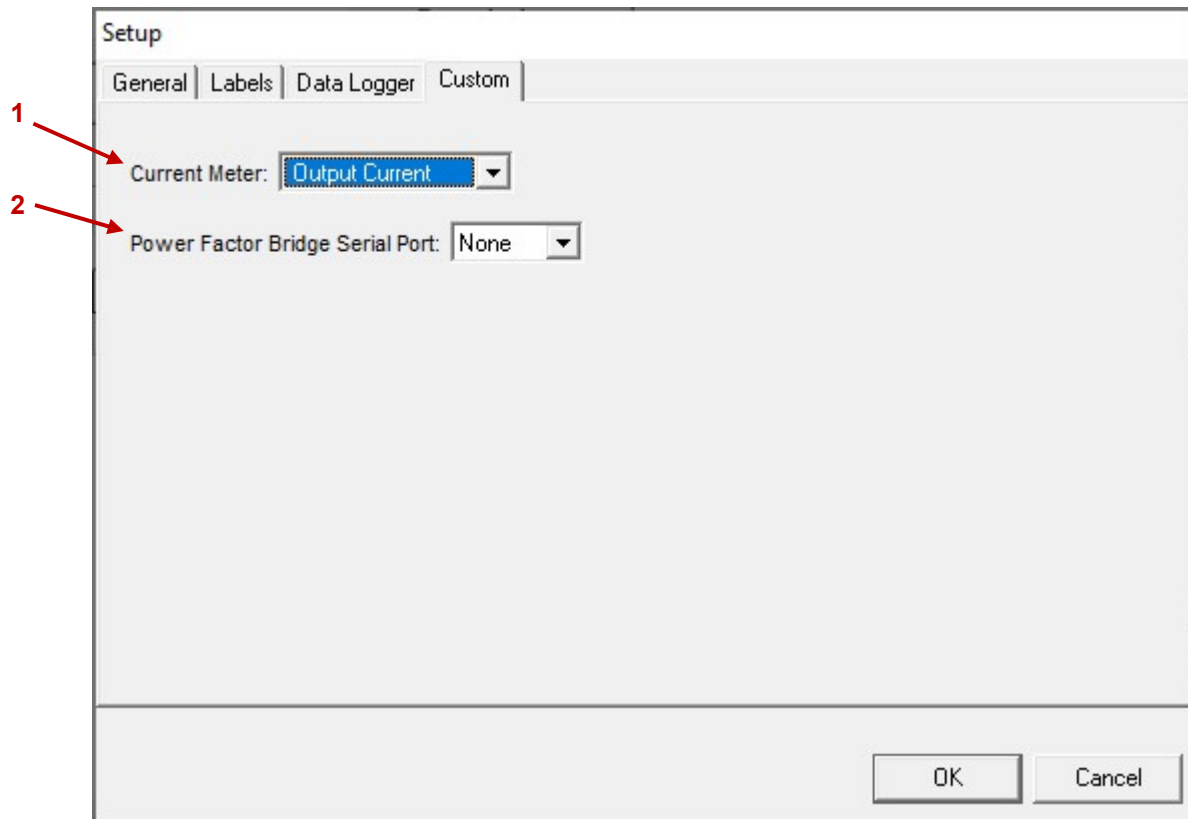 Setup
General Labels Data Logger Custom
1
Current Meter: Output Current
2
Power Factor Bridge Serial Port: None
OK Cancel